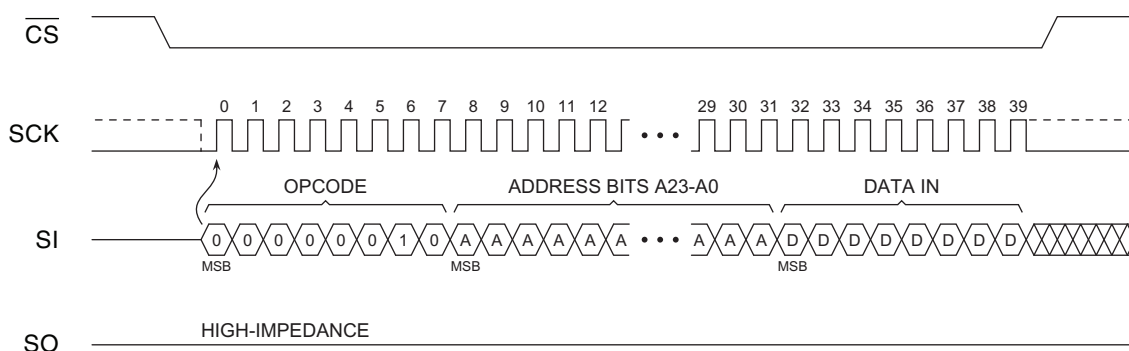 CS
0 1 2 3 4 5 6 7 8 9 10 11 12 29 30 31 32 33 34 35 36 37 38 39
SCK
OPCODE ADDRESS BITS A23-A0 DATA IN
SI 0 0 0 0 0 0 1 0 A A A A A A A A A D D D D D D D D
MSB MSB MSB
HIGH-IMPEDANCE
SO